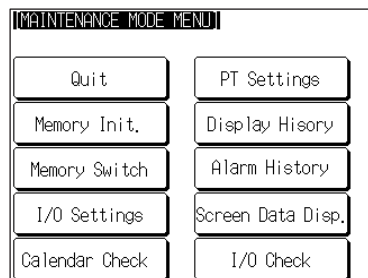 [MAINTENANCE MODE MENU]
Quit
PT Settings
Memory Init.
Display Hisory
Memory Switch
Alarm History
I/O Settings
Screen Data Disp.
Calendar Check
I/O Check